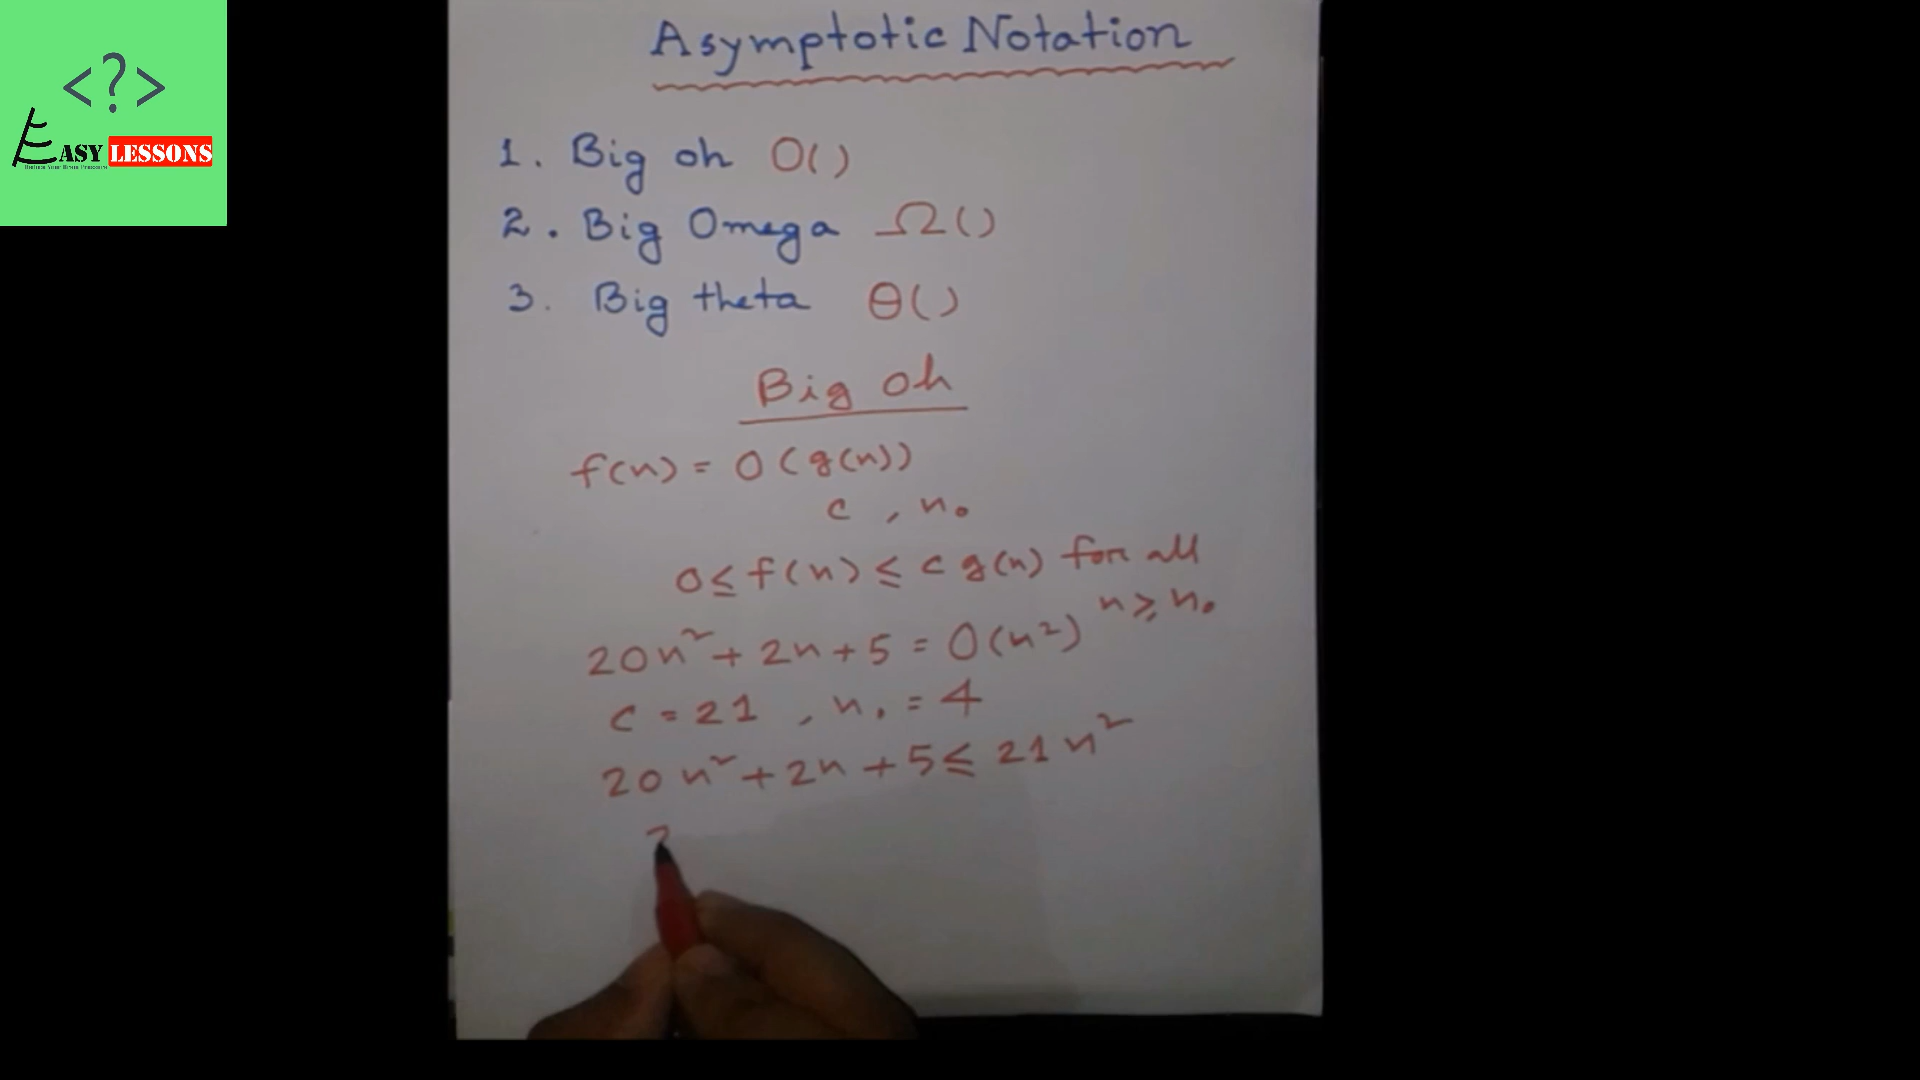 <?>
EASY LESSONS
Asymptotic Notation
1. Big oh O()
2. Big Omega Ω()
3. Big theta θ()
Big oh
f(n) = O(g(n))
c, n₀
0≤f(n)≤c g(n) for all
n≥n₀
20n²+2n+5=O(n²)
c=21, n₀=4
20n²+2n+5≤21n²